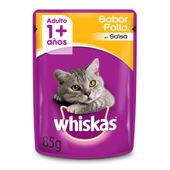 Adulto
1+
años
Sabor
Pollo
en Salsa
whiskas
85g